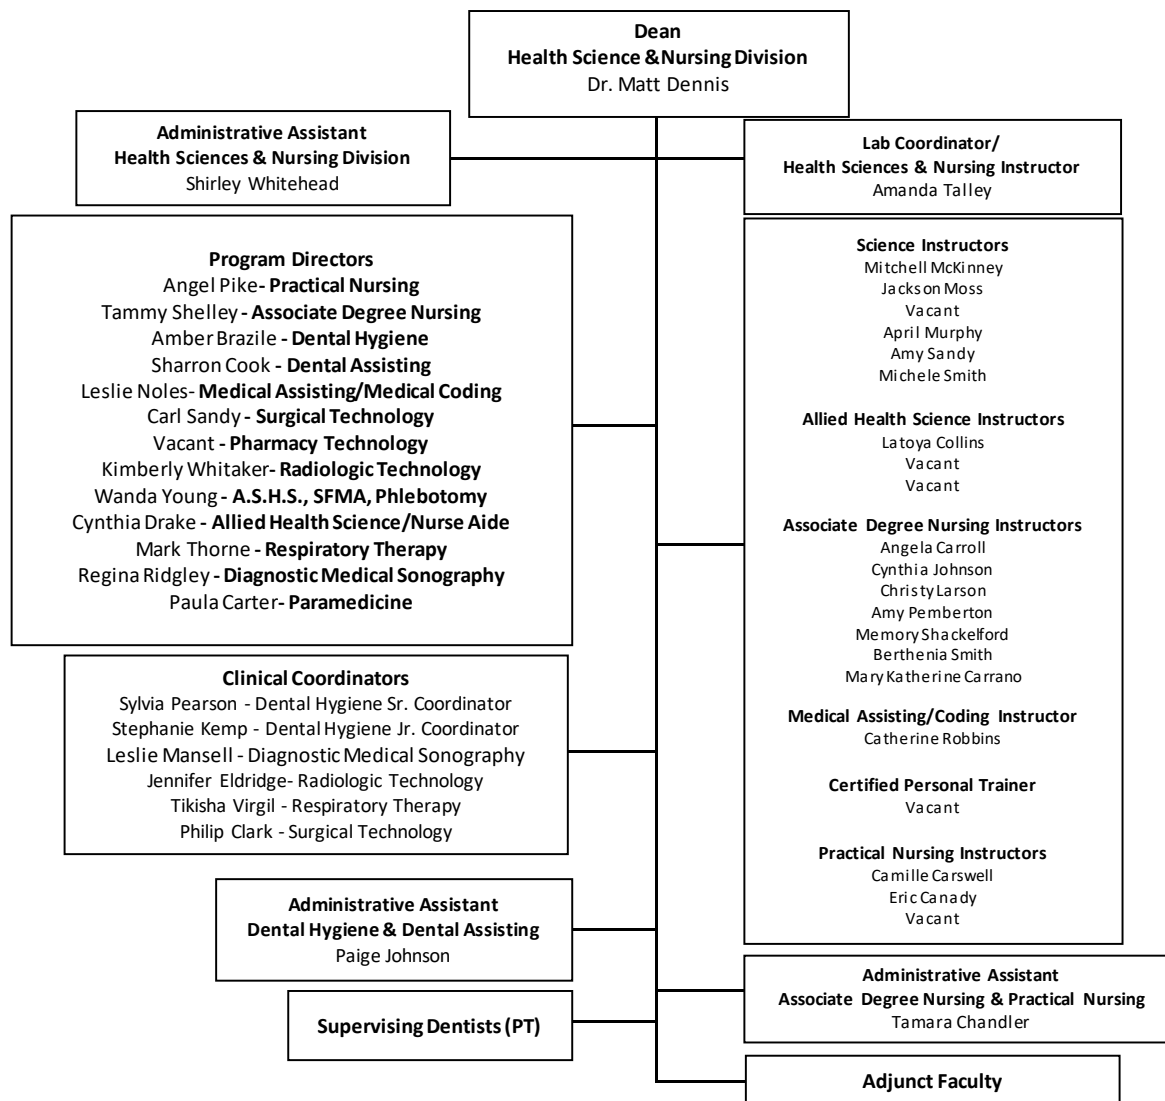 Dean
Health Science &Nursing Division
Dr. Matt Dennis
Administrative Assistant
Health Sciences & Nursing Division
Shirley Whitehead
Lab Coordinator/
Health Sciences & Nursing Instructor
Amanda Talley
Program Directors
Angel Pike- Practical Nursing
Tammy Shelley - Associate Degree Nursing
Amber Brazile - Dental Hygiene
Sharron Cook - Dental Assisting
Leslie Noles- Medical Assisting/Medical Coding
Carl Sandy - Surgical Technology
Vacant - Pharmacy Technology
Kimberly Whitaker- Radiologic Technology
Wanda Young - A.S.H.S., SFMA, Phlebotomy
Cynthia Drake - Allied Health Science/Nurse Aide
Mark Thorne - Respiratory Therapy
Regina Ridgley - Diagnostic Medical Sonography
Paula Carter- Paramedicine
Clinical Coordinators
Sylvia Pearson - Dental Hygiene Sr. Coordinator
Stephanie Kemp - Dental Hygiene Jr. Coordinator
Leslie Mansell - Diagnostic Medical Sonography
Jennifer Eldridge- Radiologic Technology
Tikisha Virgil - Respiratory Therapy
Philip Clark - Surgical Technology
Administrative Assistant
Dental Hygiene & Dental Assisting
Paige Johnson
Supervising Dentists (PT)
Science Instructors
Mitchell McKinney
Jackson Moss
Vacant
April Murphy
Amy Sandy
Michele Smith
Allied Health Science Instructors
Latoya Collins
Vacant
Vacant
Associate Degree Nursing Instructors
Angela Carroll
Cynthia Johnson
Christy Larson
Amy Pemberton
Memory Shackelford
Berthenia Smith
Mary Katherine Carrano
Medical Assisting/Coding Instructor
Catherine Robbins
Certified Personal Trainer
Vacant
Practical Nursing Instructors
Camille Carswell
Eric Canady
Vacant
Administrative Assistant
Associate Degree Nursing & Practical Nursing
Tamara Chandler
Adjunct Faculty